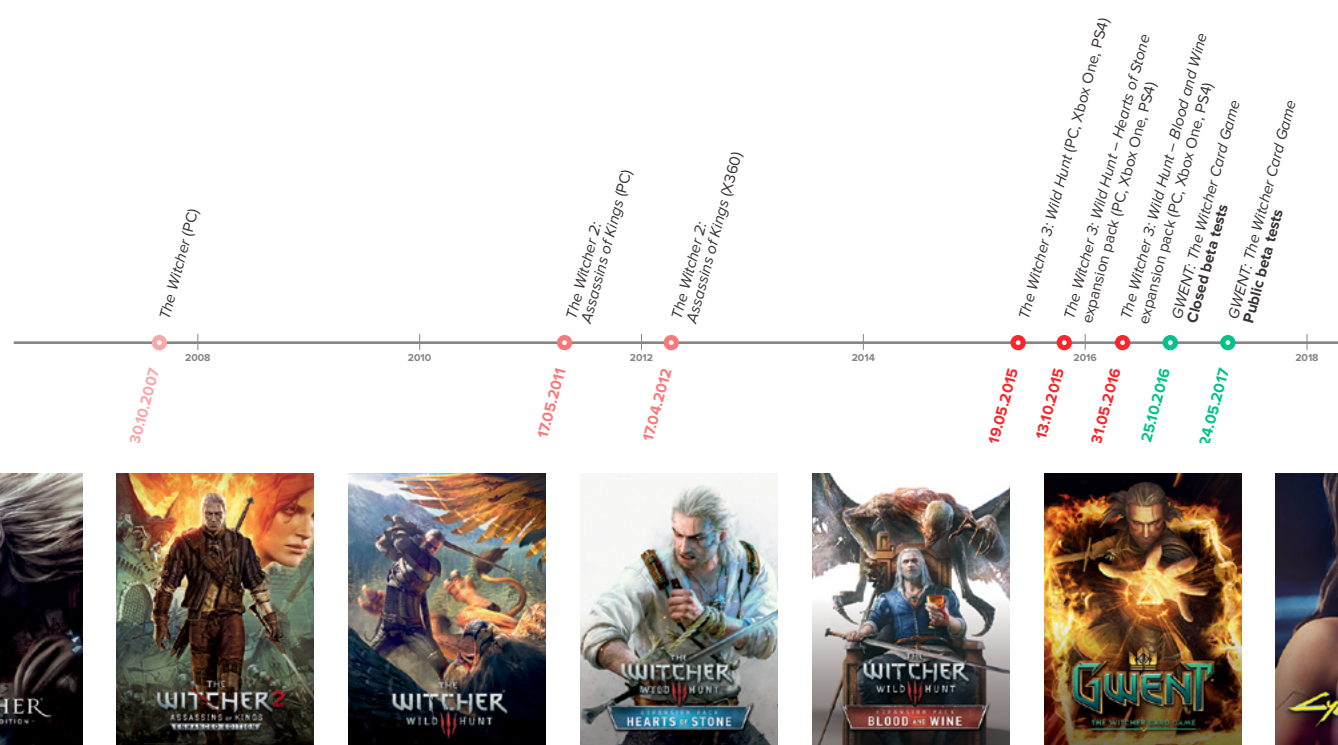 The Witcher (PC)
The Witcher 2:
Assassins of Kings (PC)
The Witcher 2:
Assassins of Kings (X360)
The Witcher 3: Wild Hunt (PC, Xbox One, PS4)
The Witcher 3: Wild Hunt – Hearts of Stone
expansion pack (PC, Xbox One, PS4)
The Witcher 3: Wild Hunt – Blood and Wine
expansion pack (PC, Xbox One, PS4)
GWENT: The Witcher Card Game
Closed beta tests
GWENT: The Witcher Card Game
Public beta tests
2008
2010
2012
2014
2016
2018
30.10.2007
17.05.2011
17.04.2012
19.05.2015
13.10.2015
31.05.2016
25.10.2016
24.05.2017
THE
WITCHER 2
ASSASSINS OF KINGS
ENHANCED EDITION
THE
WITCHER
WILD HUNT
THE
WITCHER
WILD HUNT
EXPANSION PACK
HEARTS OF STONE
THE
WITCHER
WILD HUNT
EXPANSION PACK
BLOOD AND WINE
GWENT
THE WITCHER CARD GAME